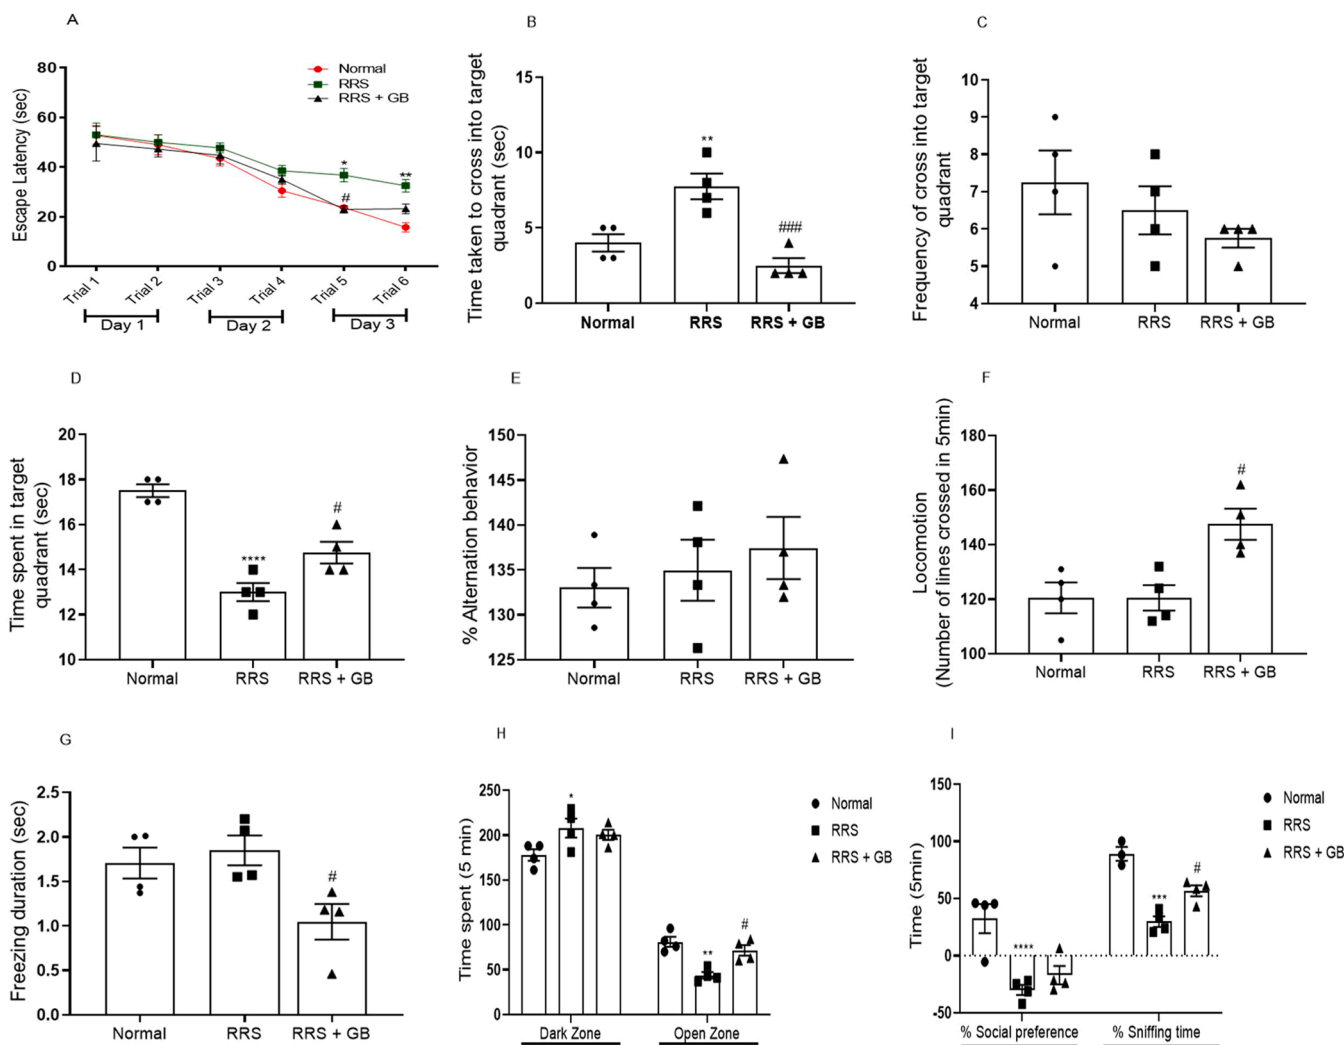 A
Escape Latency (sec)
80
60
40
20
0
Normal
RRS
RRS + GB
*
**
#
Trial 1
Trial 2
Trial 3
Trial 4
Trial 5
Trial 6
Day 1
Day 2
Day 3
B
Time taken to cross into target
quadrant (sec)
15
10
5
0
**
###
Normal
RRS
RRS + GB
C
Frequency of cross into target
quadrant
10
9
8
7
6
5
4
Normal
RRS
RRS + GB
D
Time spent in target
quadrant (sec)
20
18
16
14
12
10
****
#
Normal
RRS
RRS + GB
E
% Alternation behavior
150
145
140
135
130
125
Normal
RRS
RRS + GB
F
Locomotion
(Number of lines crossed in 5min)
180
160
140
120
100
#
Normal
RRS
RRS + GB
G
Freezing duration (sec)
2.5
2.0
1.5
1.0
0.5
0.0
#
Normal
RRS
RRS + GB
H
Time spent (5 min)
250
200
150
100
50
0
*
**
#
Normal
RRS
RRS + GB
Dark Zone
Open Zone
I
Time (5min)
150
100
50
0
-50
****
***
#
Normal
RRS
RRS + GB
% Social preference
% Sniffing time